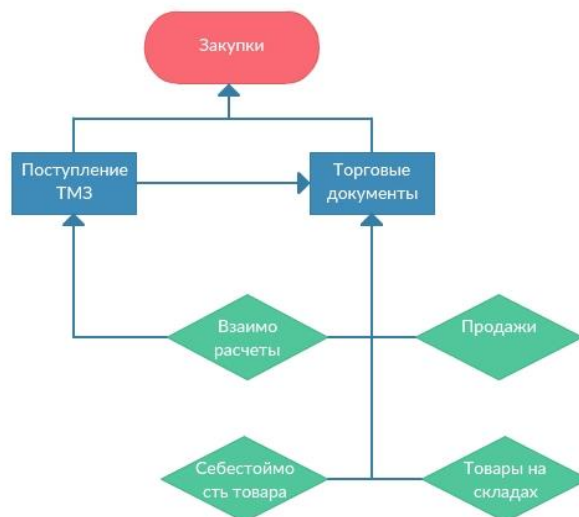 Закупки
Поступление
ТМЗ
Торговые
документы
Взаимо
расчеты
Продажи
Себестоймо
сть товара
Товары на
складах